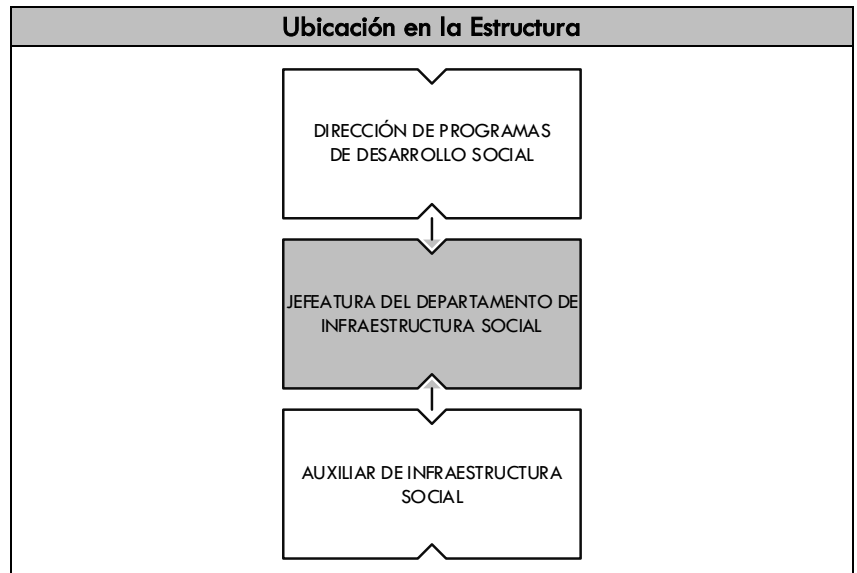 Ubicación en la Estructura
DIRECCIÓN DE PROGRAMAS
DE DESARROLLO SOCIAL
JEFEATURA DEL DEPARTAMENTO DE
INFRAESTRUCTURA SOCIAL
AUXILIAR DE INFRAESTRUCTURA
SOCIAL